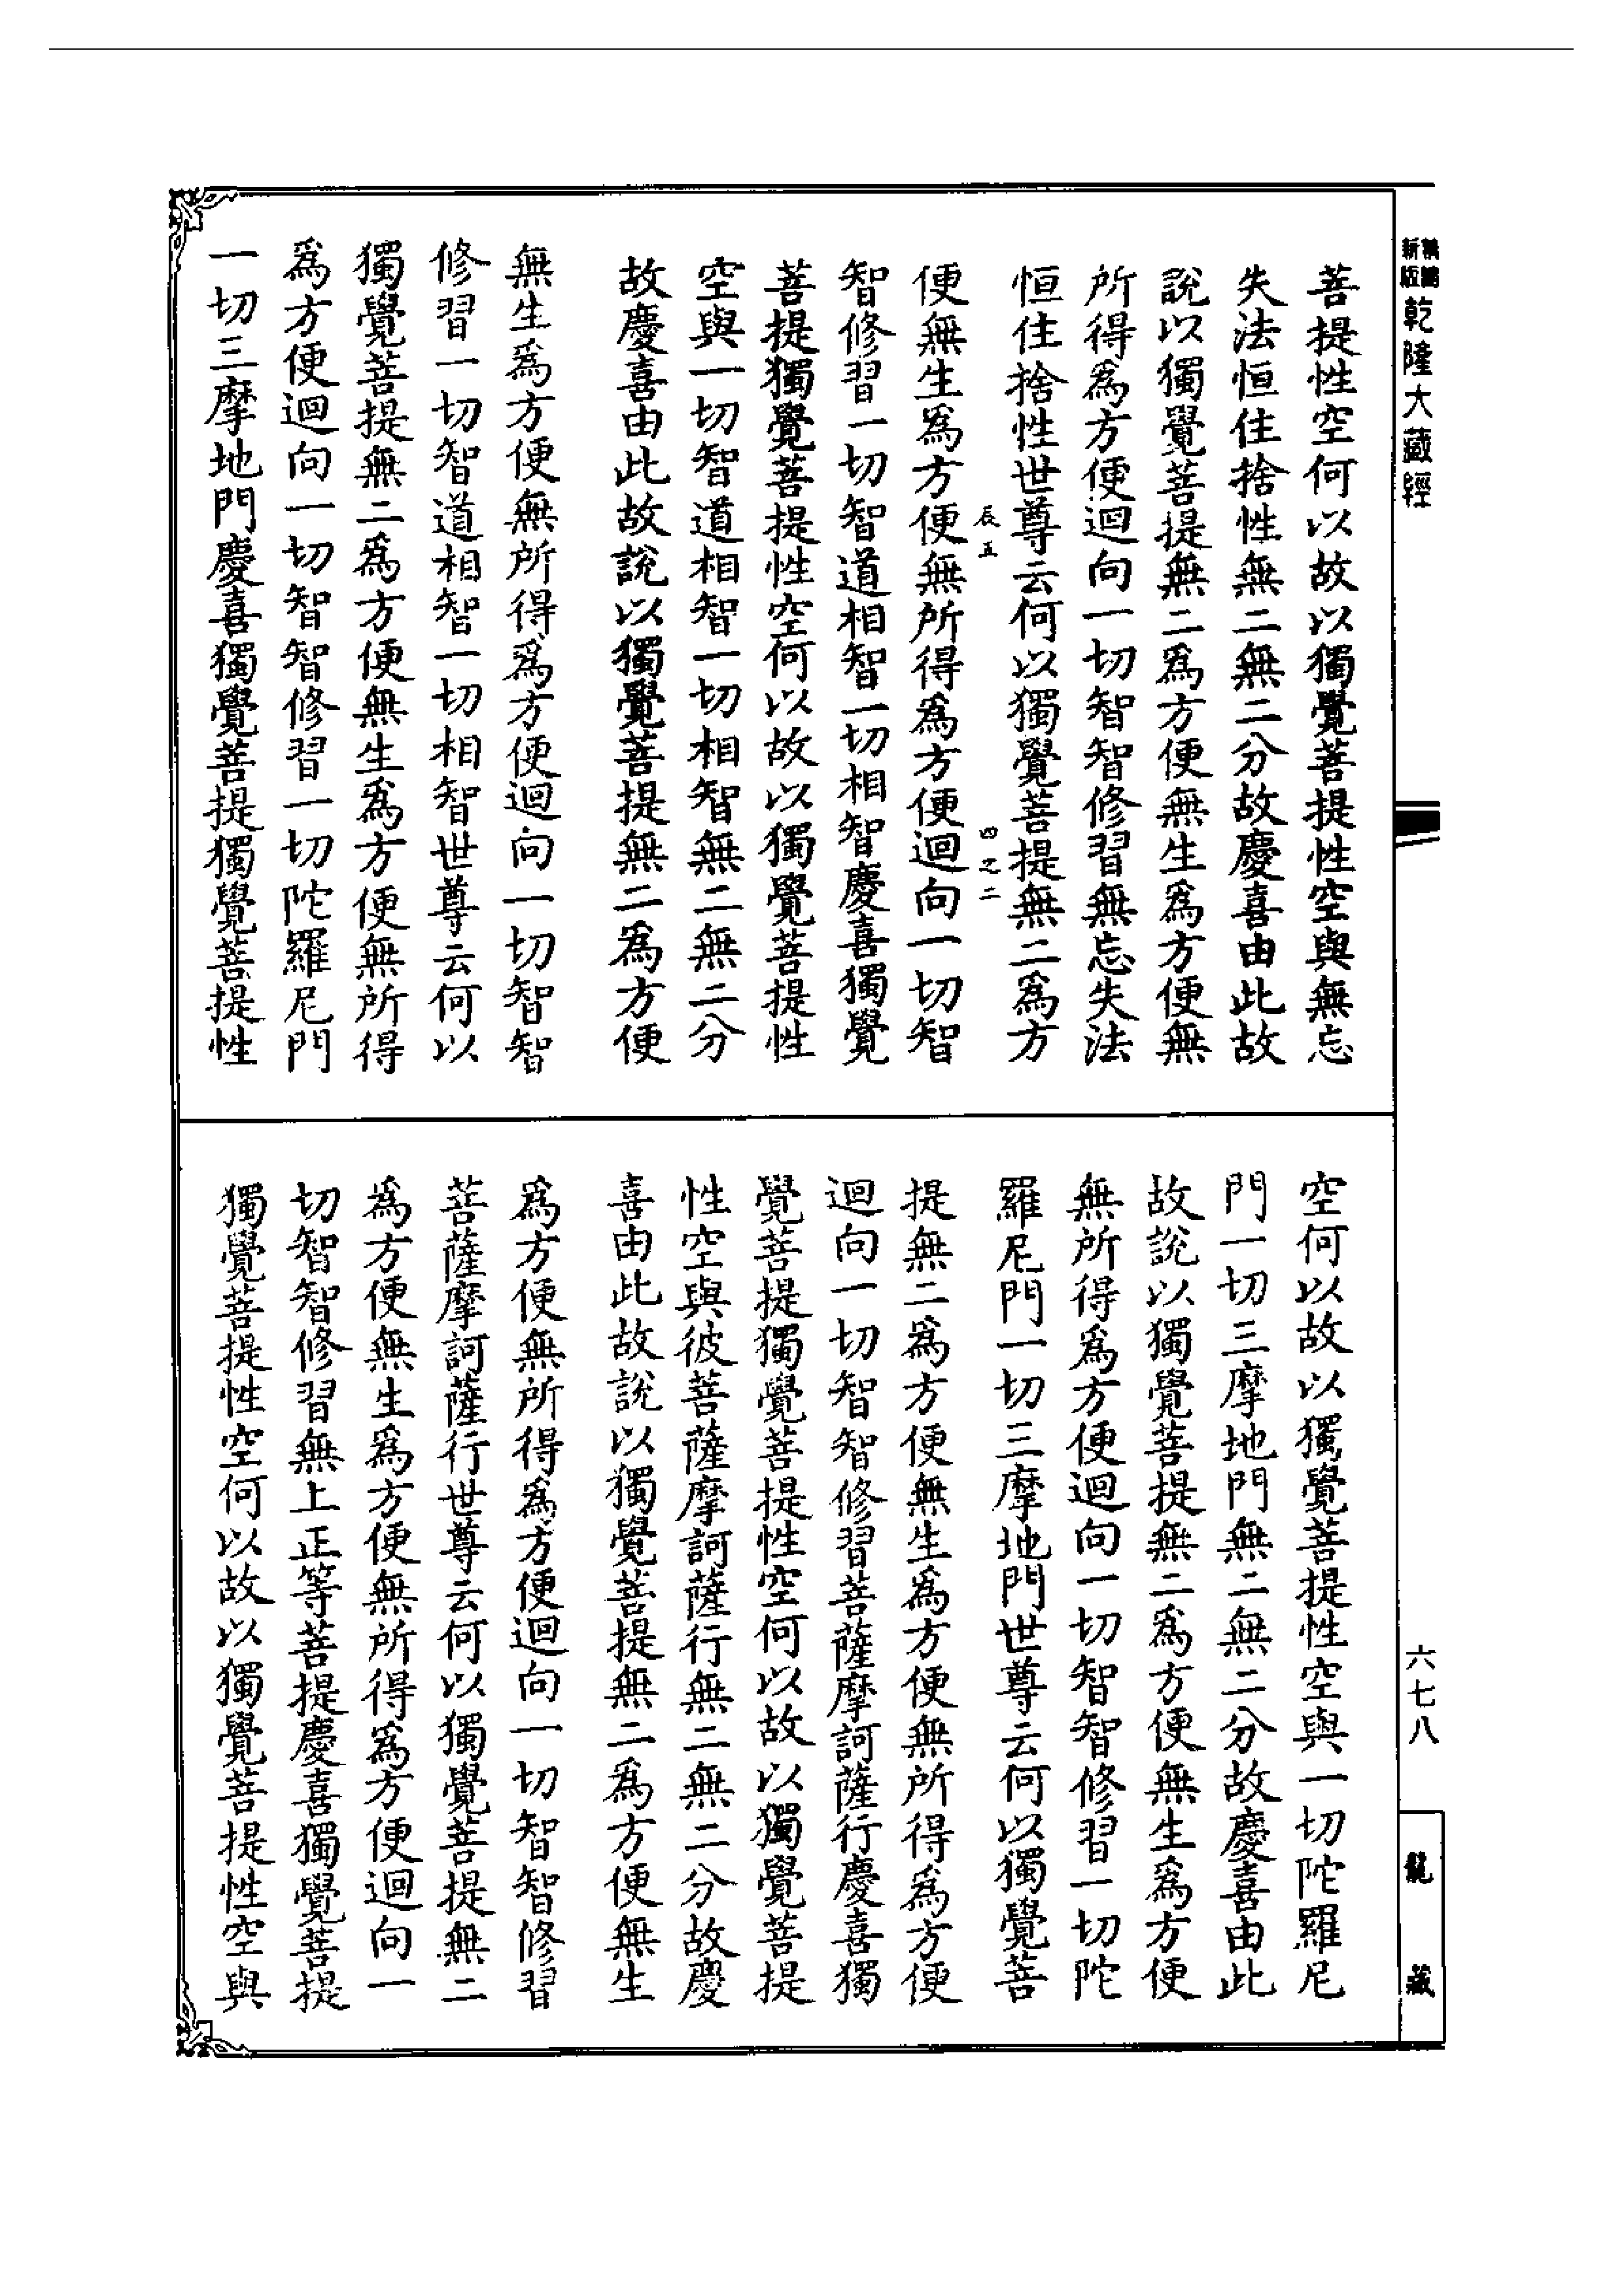 新版
乾隆大藏經
菩提性空何以故以獨覺菩提性空與無忘
失法恒住捨性無二無二分故慶喜由此故
說以獨覺菩提無二爲方便無生爲方便無
所得爲方便迴向一切智智修習無忘失法
恒住捨性世尊云何以獨覺菩提無二爲方
辰五
四之二
便無生爲方便無所得爲方便迴向一切智
智修習一切智道相智一切相智慶喜獨覺
菩提獨覺菩提性空何以故以獨覺菩提性
空與一切智道相智一切相智無二無二分
故慶喜由此故說以獨覺菩提無二爲方便
無生爲方便無所得爲方便迴向一切智智
修習一切智道相智一切相智世尊云何以
獨覺菩提無二爲方便無生爲方便無所得
爲方便迴向一切智智修習一切陀羅尼門
一切三摩地門慶喜獨覺菩提獨覺菩提性
空何以故以獨覺菩提性空與一切陀羅尼
門一切三摩地門無二無二分故慶喜由此
故說以獨覺菩提無二爲方便無生爲方便
無所得爲方便迴向一切智智修習一切陀
羅尼門一切三摩地門世尊云何以獨覺菩
提無二爲方便無生爲方便無所得爲方便
迴向一切智智修習菩薩摩訶薩行慶喜獨
覺菩提獨覺菩提性空何以故以獨覺菩提
性空與彼菩薩摩訶薩行無二無二分故慶
喜由此故說以獨覺菩提無二爲方便無生
爲方便無所得爲方便迴向一切智智修習
菩薩摩訶薩行世尊云何以獨覺菩提無二
爲方便無生爲方便無所得爲方便迴向一
切智智修習無上正等菩提慶喜獨覺菩提
獨覺菩提性空何以故以獨覺菩提性空與
六七八
龍藏